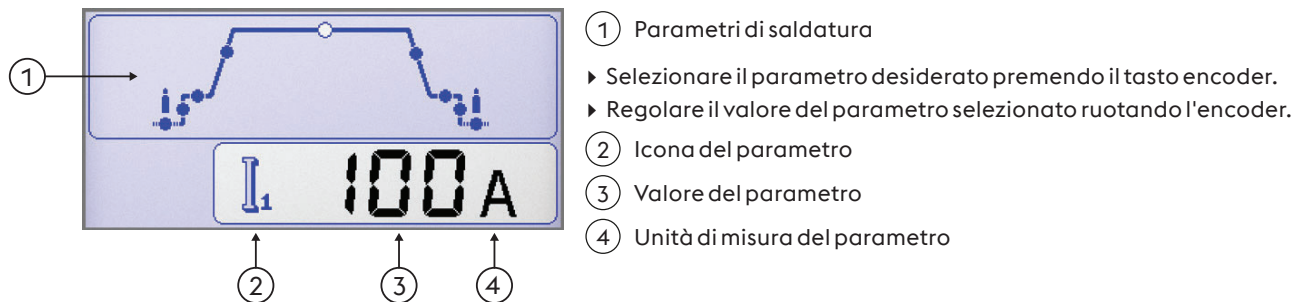 1 Parametri di saldatura
1
▸ Selezionare il parametro desiderato premendo il tasto encoder.
▸ Regolare il valore del parametro selezionato ruotando l'encoder.
2 Icona del parametro
I1 100 A
3 Valore del parametro
4 Unità di misura del parametro
2 3 4